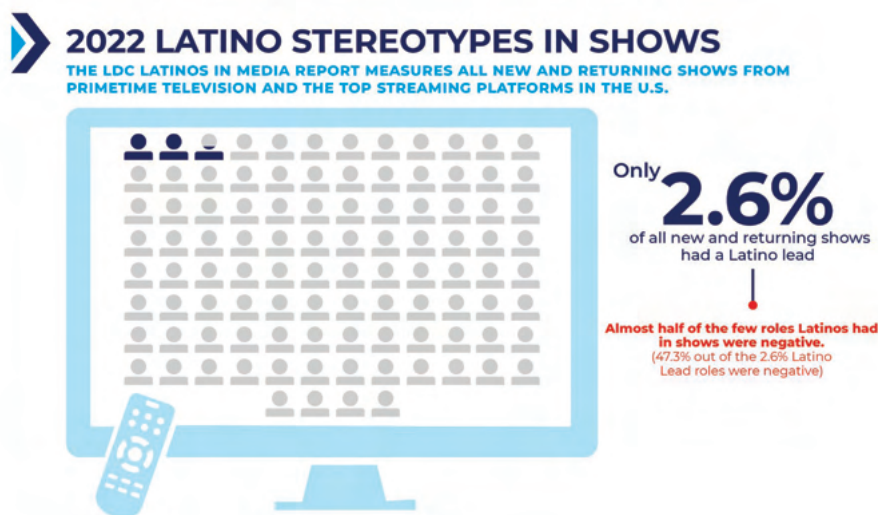 2022 LATINO STEREOTYPES IN SHOWS
THE LDC LATINOS IN MEDIA REPORT MEASURES ALL NEW AND RETURNING SHOWS FROM
PRIMETIME TELEVISION AND THE TOP STREAMING PLATFORMS IN THE U.S.
Only
2.6%
of all new and returning shows
had a Latino lead
Almost half of the few roles Latinos had
in shows were negative.
(47.3% out of the 2.6% Latino
Lead roles were negative)